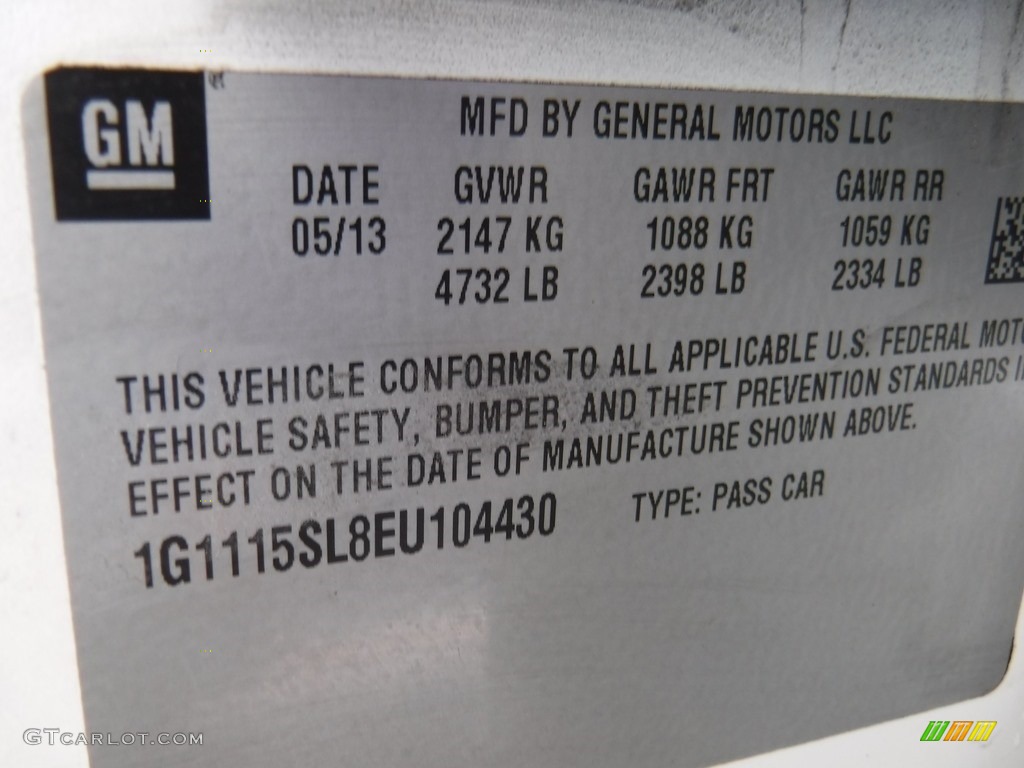 GM
MFD BY GENERAL MOTORS LLC
DATE GVWR GAWR FRT GAWR RR
05/13 2147 KG 1088 KG 1059 KG
4732 LB 2398 LB 2334 LB
THIS VEHICLE CONFORMS TO ALL APPLICABLE U.S. FEDERAL MOTO
VEHICLE SAFETY, BUMPER, AND THEFT PREVENTION STANDARDS I
EFFECT ON THE DATE OF MANUFACTURE SHOWN ABOVE.
1G1115SL8EU104430 TYPE: PASS CAR
GTCARLOT.COM